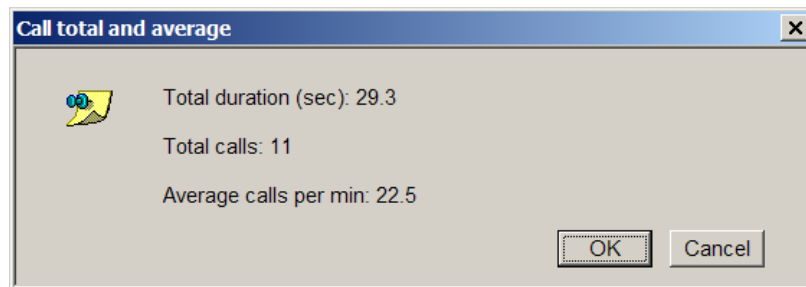 Call total and average
Total duration (sec): 29.3
Total calls: 11
Average calls per min: 22.5
OK Cancel